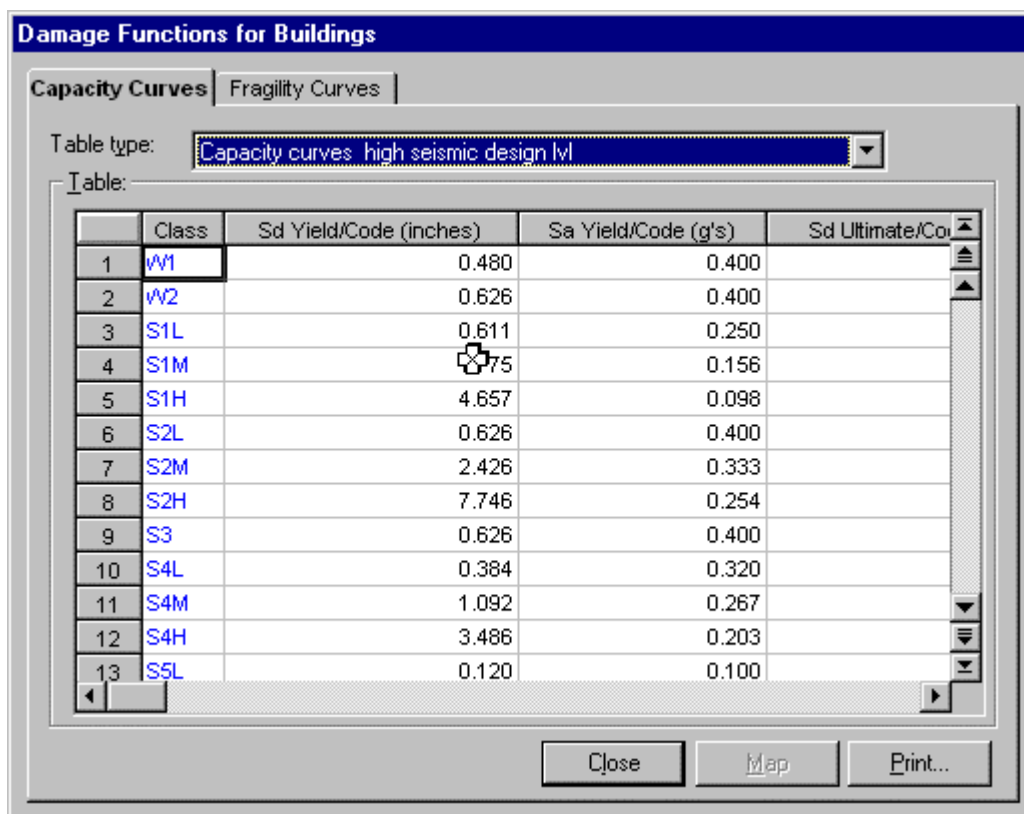 Damage Functions for Buildings
Capacity Curves Fragility Curves
Table type: Capacity curves high seismic design lvl
Table:
Class Sd Yield/Code (inches) Sa Yield/Code (g's) Sd Ultimate/Co
1 W1 0.480 0.400
2 W2 0.626 0.400
3 S1L 0.611 0.250
4 S1M 75 0.156
5 S1H 4.657 0.098
6 S2L 0.626 0.400
7 S2M 2.426 0.333
8 S2H 7.746 0.254
9 S3 0.626 0.400
10 S4L 0.384 0.320
11 S4M 1.092 0.267
12 S4H 3.486 0.203
13 S5L 0.120 0.100
Close Map Print...